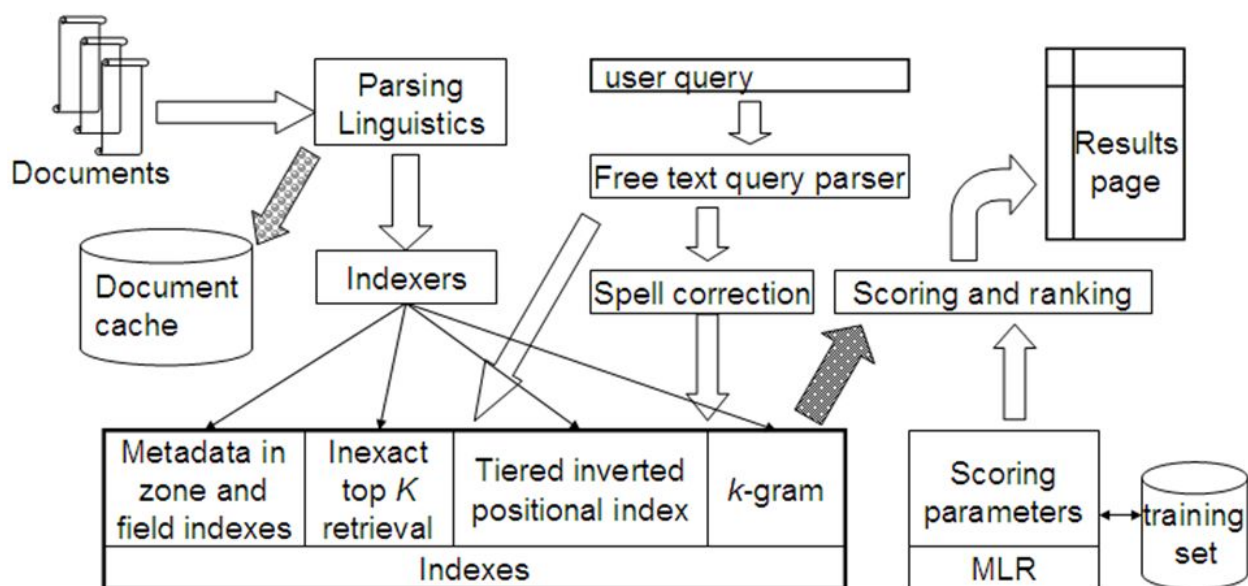 Documents
Parsing
Linguistics
user query
Free text query parser
Results
page
Document
cache
Indexers
Spell correction
Scoring and ranking
Metadata in
zone and
field indexes
Inexact
top K
retrieval
Tiered inverted
positional index
k-gram
Indexes
Scoring
parameters
MLR
training
set